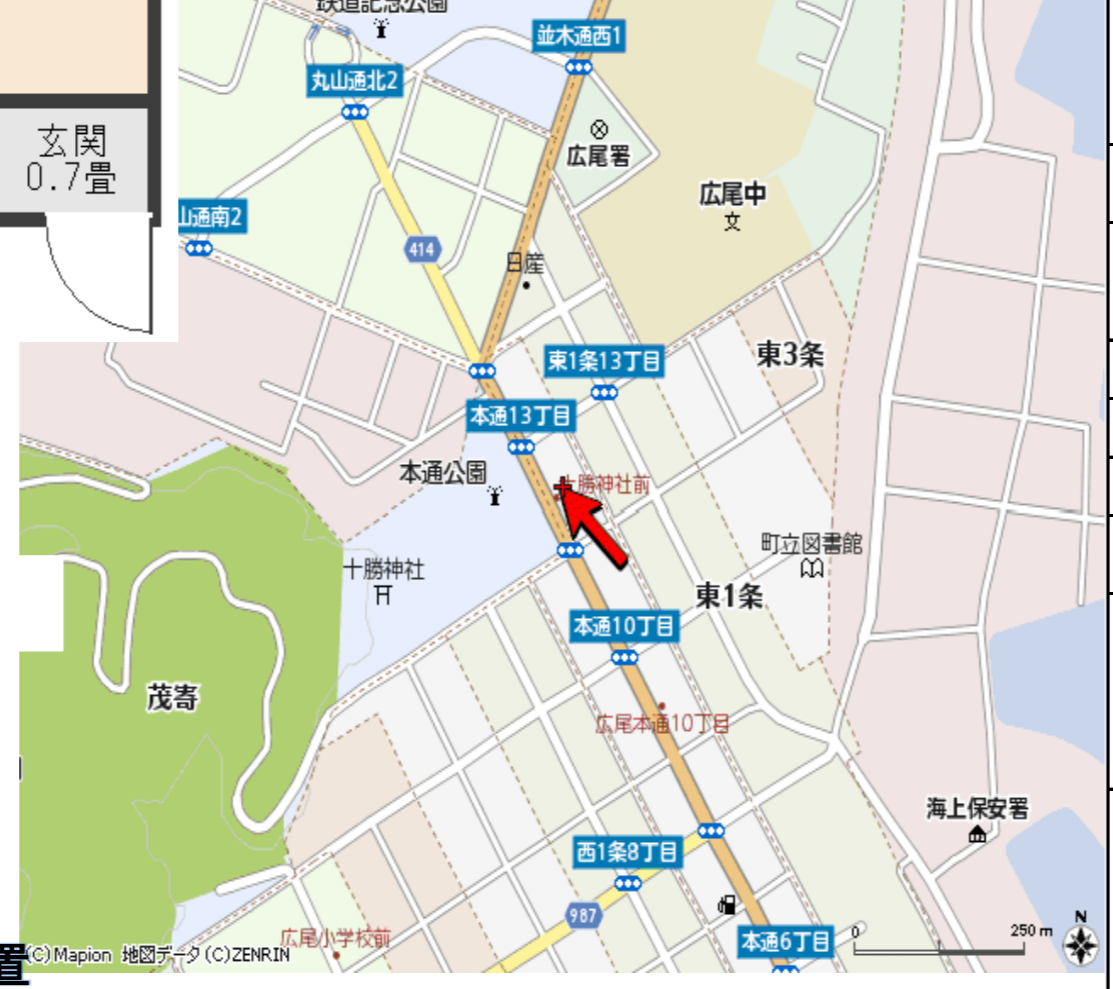 鉄道記念公園
並木通西1
丸山通北2
玄関
0.7畳
広尾署
広尾中
文
山通南2
414
日産
東1条13丁目
東3条
本通13丁目
本通公園
十勝神社前
町立図書館
十勝神社
東1条
本通10丁目
茂寄
広尾本通10丁目
海上保安署
西1条8丁目
987
広尾小学校前
本通6丁目
0
250 m
N
置
(C)Mapion 地図データ(C)ZENRIN